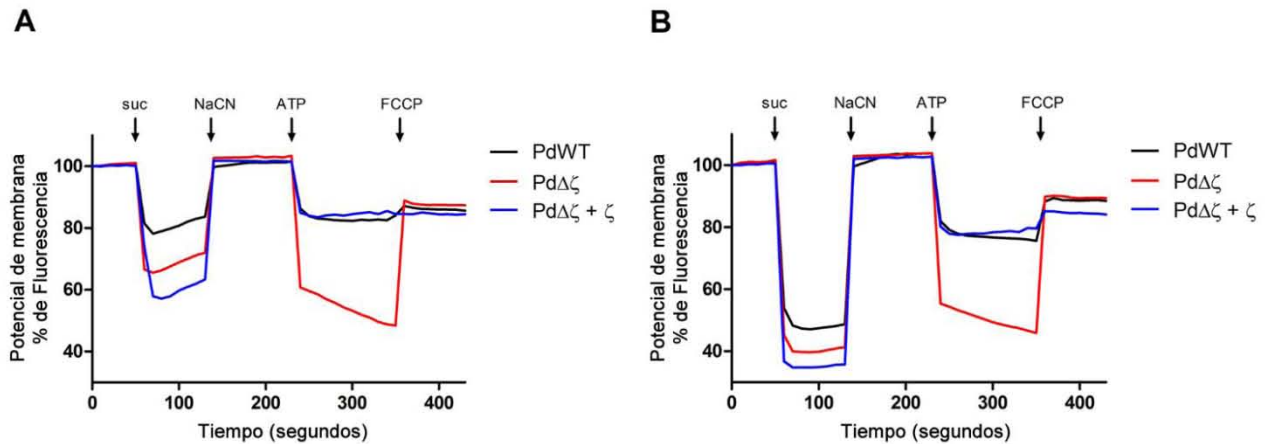 A
suc NaCN ATP FCCP
Potencial de membrana
% de Fluorescencia
100
80
60
40
0 100 200 300 400
Tiempo (segundos)
PdWT
PdΔζ
PdΔζ + ζ
B
suc NaCN ATP FCCP
Potencial de membrana
% de Fluorescencia
100
80
60
40
0 100 200 300 400
Tiempo (segundos)
PdWT
PdΔζ
PdΔζ + ζ